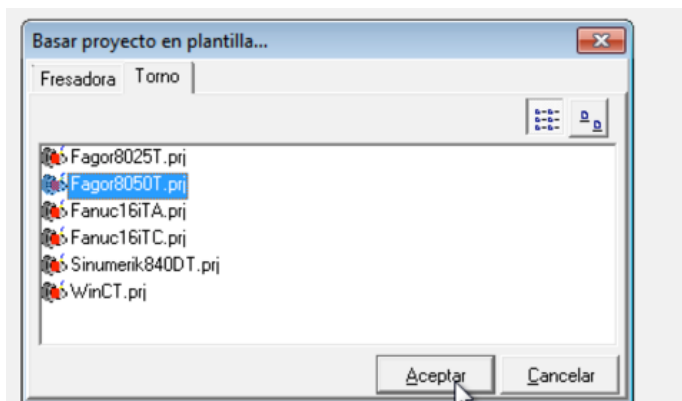 Basar proyecto en plantilla...
Fresadora Torno
Fagor8025T.prj
Fagor8050T.prj
Fanuc16iTA.prj
Fanuc16iTC.prj
Sinumerik840DT.prj
WinCT.prj
Aceptar Cancelar